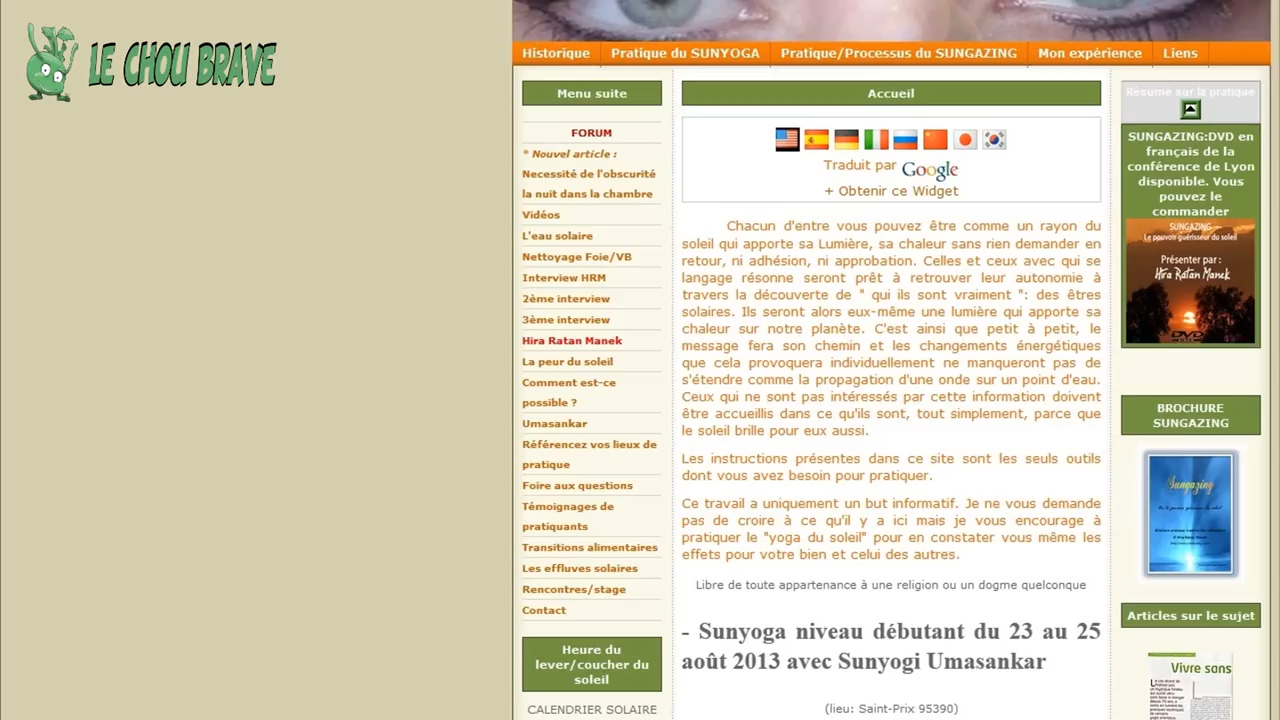 LE CHOU BRAVE
Historique
Pratique du SUNYOGA
Pratique/Processus du SUNGAZING
Mon expérience
Liens
Menu suite
FORUM
* Nouvel article :
Necessité de l'obscurité
la nuit dans la chambre
Vidéos
L'eau solaire
Nettoyage Foie/VB
Interview HRM
2ème interview
3ème interview
Hira Ratan Manek
La peur du soleil
Comment est-ce
possible ?
Umasankar
Référencez vos lieux de
pratique
Foire aux questions
Témoignages de
pratiquants
Transitions alimentaires
Les effluves solaires
Rencontres/stage
Contact
Heure du
lever/coucher du
soleil
CALENDRIER SOLAIRE
Accueil
Traduit par Google
+ Obtenir ce Widget
Chacun d'entre vous pouvez être comme un rayon du
soleil qui apporte sa Lumière, sa chaleur sans rien demander en
retour, ni adhésion, ni approbation. Celles et ceux avec qui se
langage résonne seront prêt à retrouver leur autonomie à
travers la découverte de " qui ils sont vraiment ": des êtres
solaires. Ils seront alors eux-même une lumière qui apporte sa
chaleur sur notre planète. C'est ainsi que petit à petit, le
message fera son chemin et les changements énergétiques
que cela provoquera individuellement ne manqueront pas de
s'étendre comme la propagation d'une onde sur un point d'eau.
Ceux qui ne sont pas intéressés par cette information doivent
être accueillis dans ce qu'ils sont, tout simplement, parce que
le soleil brille pour eux aussi.
Les instructions présentes dans ce site sont les seuls outils
dont vous avez besoin pour pratiquer.
Ce travail a uniquement un but informatif. Je ne vous demande
pas de croire à ce qu'il y a ici mais je vous encourage à
pratiquer le "yoga du soleil" pour en constater vous même les
effets pour votre bien et celui des autres.
Libre de toute appartenance à une religion ou un dogme quelconque
- Sunyoga niveau débutant du 23 au 25
août 2013 avec Sunyogi Umasankar
(lieu: Saint-Prix 95390)
Résumé sur la pratique
SUNGAZING:DVD en
français de la
conférence de Lyon
disponible. Vous
pouvez le
commander
SUNGAZING
Le pouvoir guérisseur du soleil
Présenter par :
Hira Ratan Manek
DVD
BROCHURE
SUNGAZING
Sungazing
Articles sur le sujet
Vivre sans